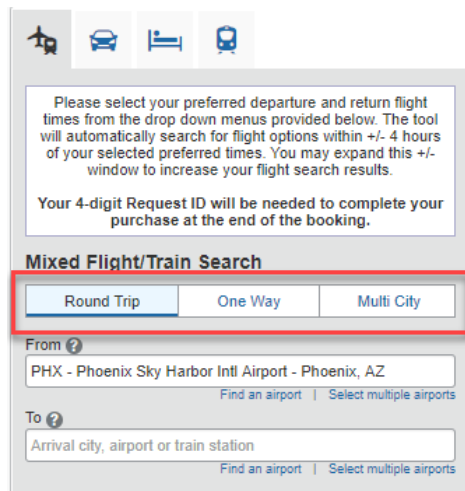 Please select your preferred departure and return flight
times from the drop down menus provided below. The tool
will automatically search for flight options within +/- 4 hours
of your selected preferred times. You may expand this +/-
window to increase your flight search results.
Your 4-digit Request ID will be needed to complete your
purchase at the end of the booking.
Mixed Flight/Train Search
Round Trip One Way Multi City
From ?
PHX - Phoenix Sky Harbor Intl Airport - Phoenix, AZ
Find an airport | Select multiple airports
To ?
Arrival city, airport or train station
Find an airport | Select multiple airports